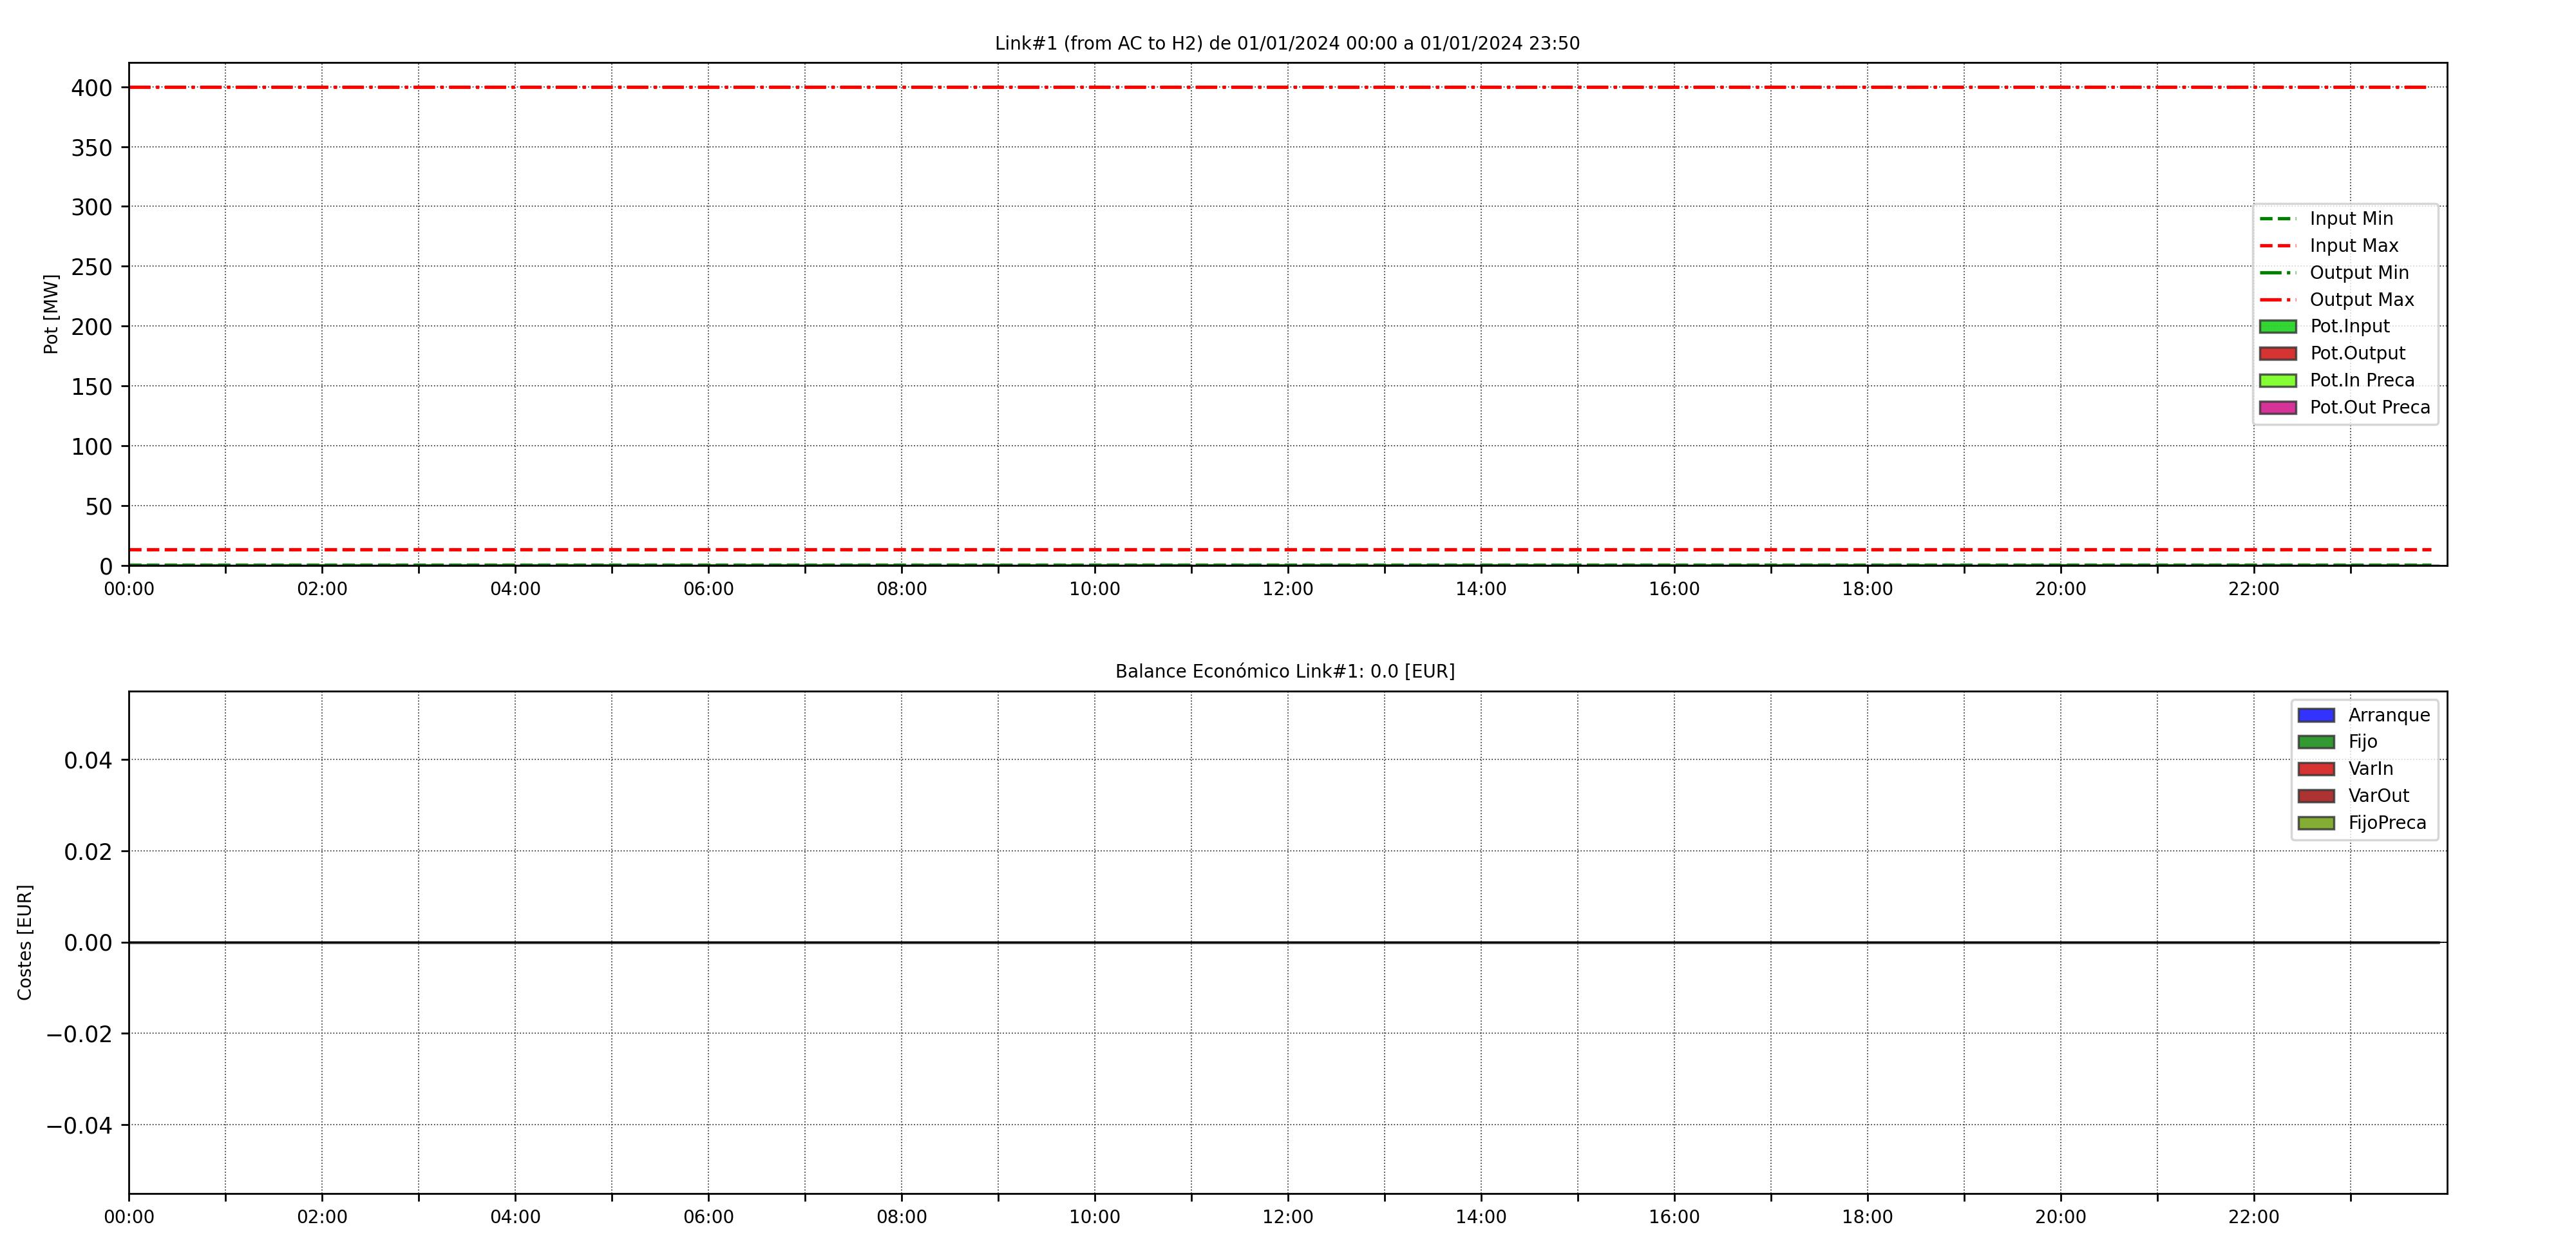 Link#1 (from AC to H2) de 01/01/2024 00:00 a 01/01/2024 23:50
Pot [MW]
400
350
300
250
200
150
100
50
0
Input Min
Input Max
Output Min
Output Max
Pot.Input
Pot.Output
Pot.In Preca
Pot.Out Preca
00:00 02:00 04:00 06:00 08:00 10:00 12:00 14:00 16:00 18:00 20:00 22:00
Balance Económico Link#1: 0.0 [EUR]
Costes [EUR]
0.04
0.02
0.00
−0.02
−0.04
Arranque
Fijo
VarIn
VarOut
FijoPreca
00:00 02:00 04:00 06:00 08:00 10:00 12:00 14:00 16:00 18:00 20:00 22:00